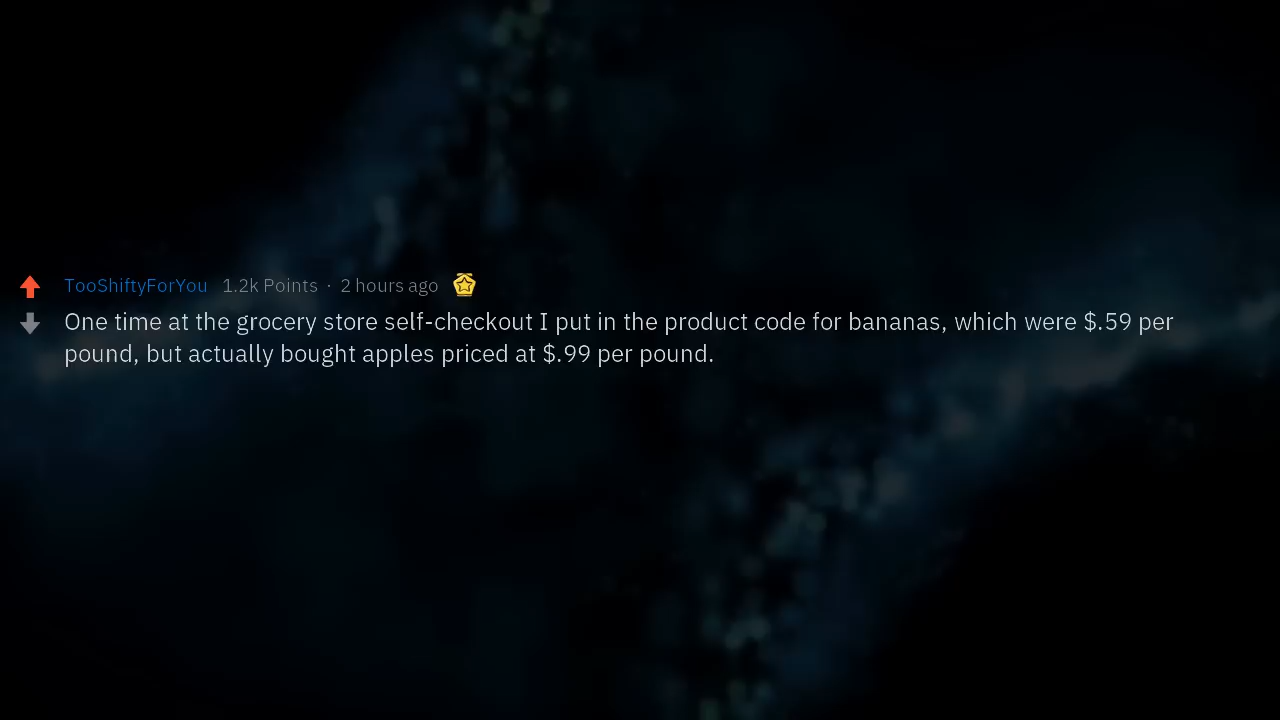 TooShiftyForYou 1.2k Points · 2 hours ago
One time at the grocery store self-checkout I put in the product code for bananas, which were $.59 per
pound, but actually bought apples priced at $.99 per pound.